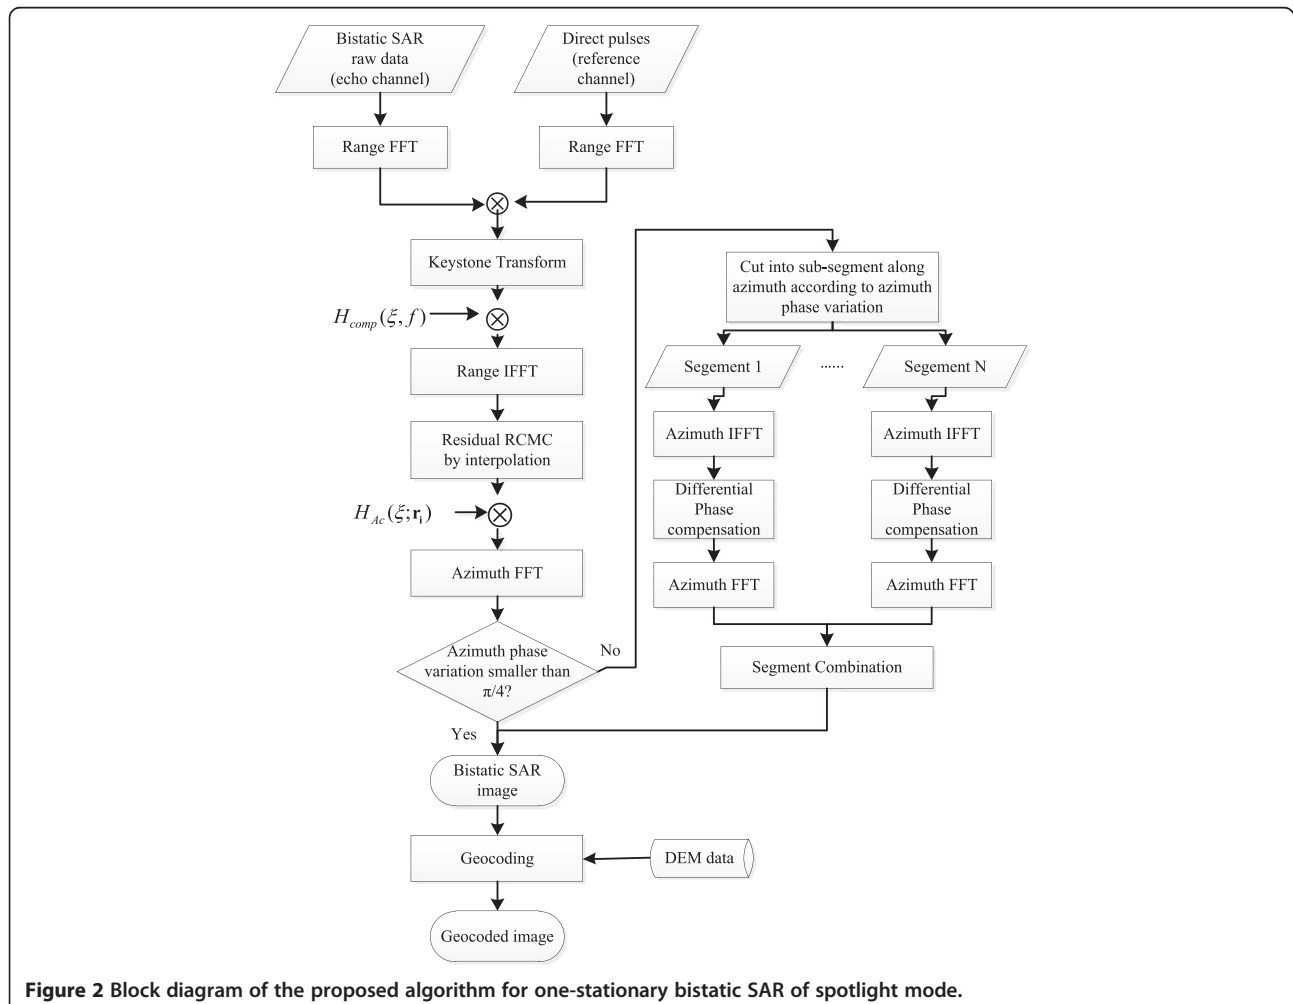 Bistatic SAR
raw data
(echo channel)
Direct pulses
(reference
channel)
Range FFT
Range FFT
Keystone Transform
H_comp(ξ, f)
Range IFFT
Residual RCMC
by interpolation
H_Ac(ξ; r_i)
Azimuth FFT
Azimuth phase
variation smaller than
π/4?
No
Yes
Cut into sub-segment along
azimuth according to azimuth
phase variation
Segement 1
......
Segement N
Azimuth IFFT
Azimuth IFFT
Differential
Phase
compensation
Differential
Phase
compensation
Azimuth FFT
Azimuth FFT
Segment Combination
Bistatic SAR
image
Geocoding
DEM data
Geocoded image
Figure 2 Block diagram of the proposed algorithm for one-stationary bistatic SAR of spotlight mode.